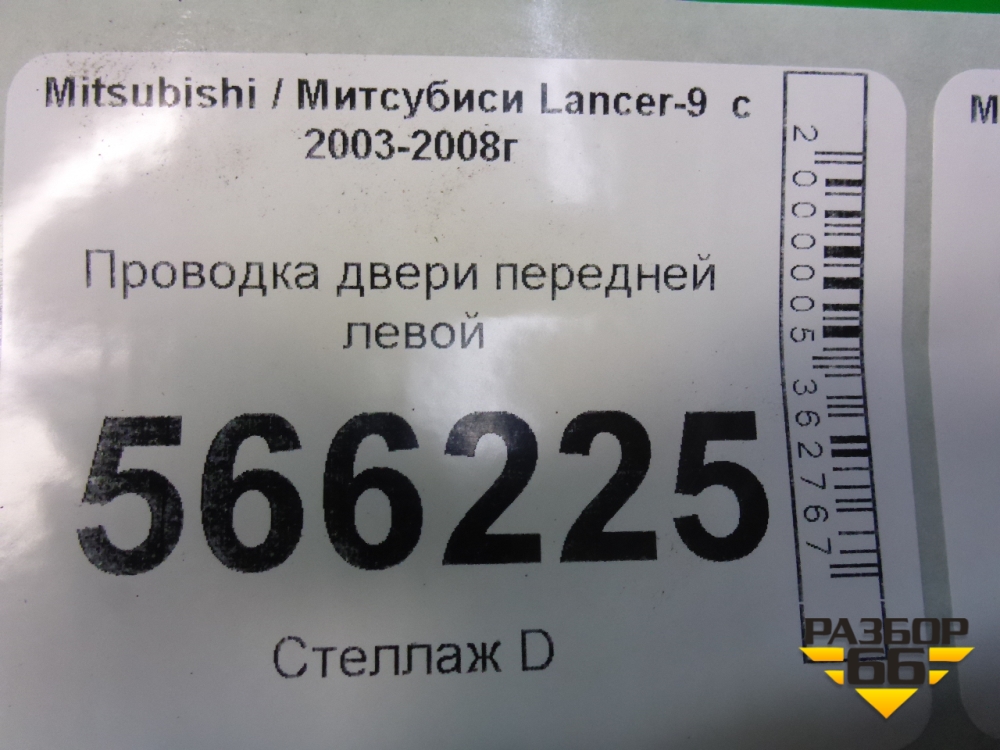 Mitsubishi / Митсубиси Lancer-9 с
2003-2008г
Проводка двери передней
левой
566225
Стеллаж D
2000005362767
М
РАЗБОР
66